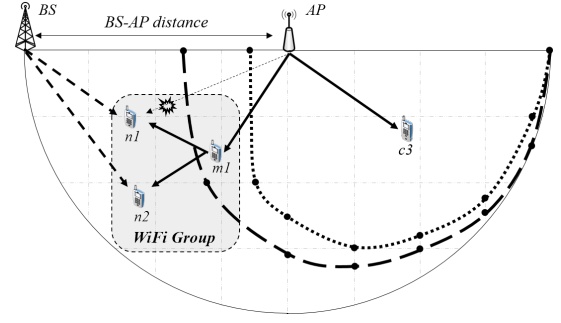 BS
AP
BS-AP distance
n1
m1
c3
n2
WiFi Group